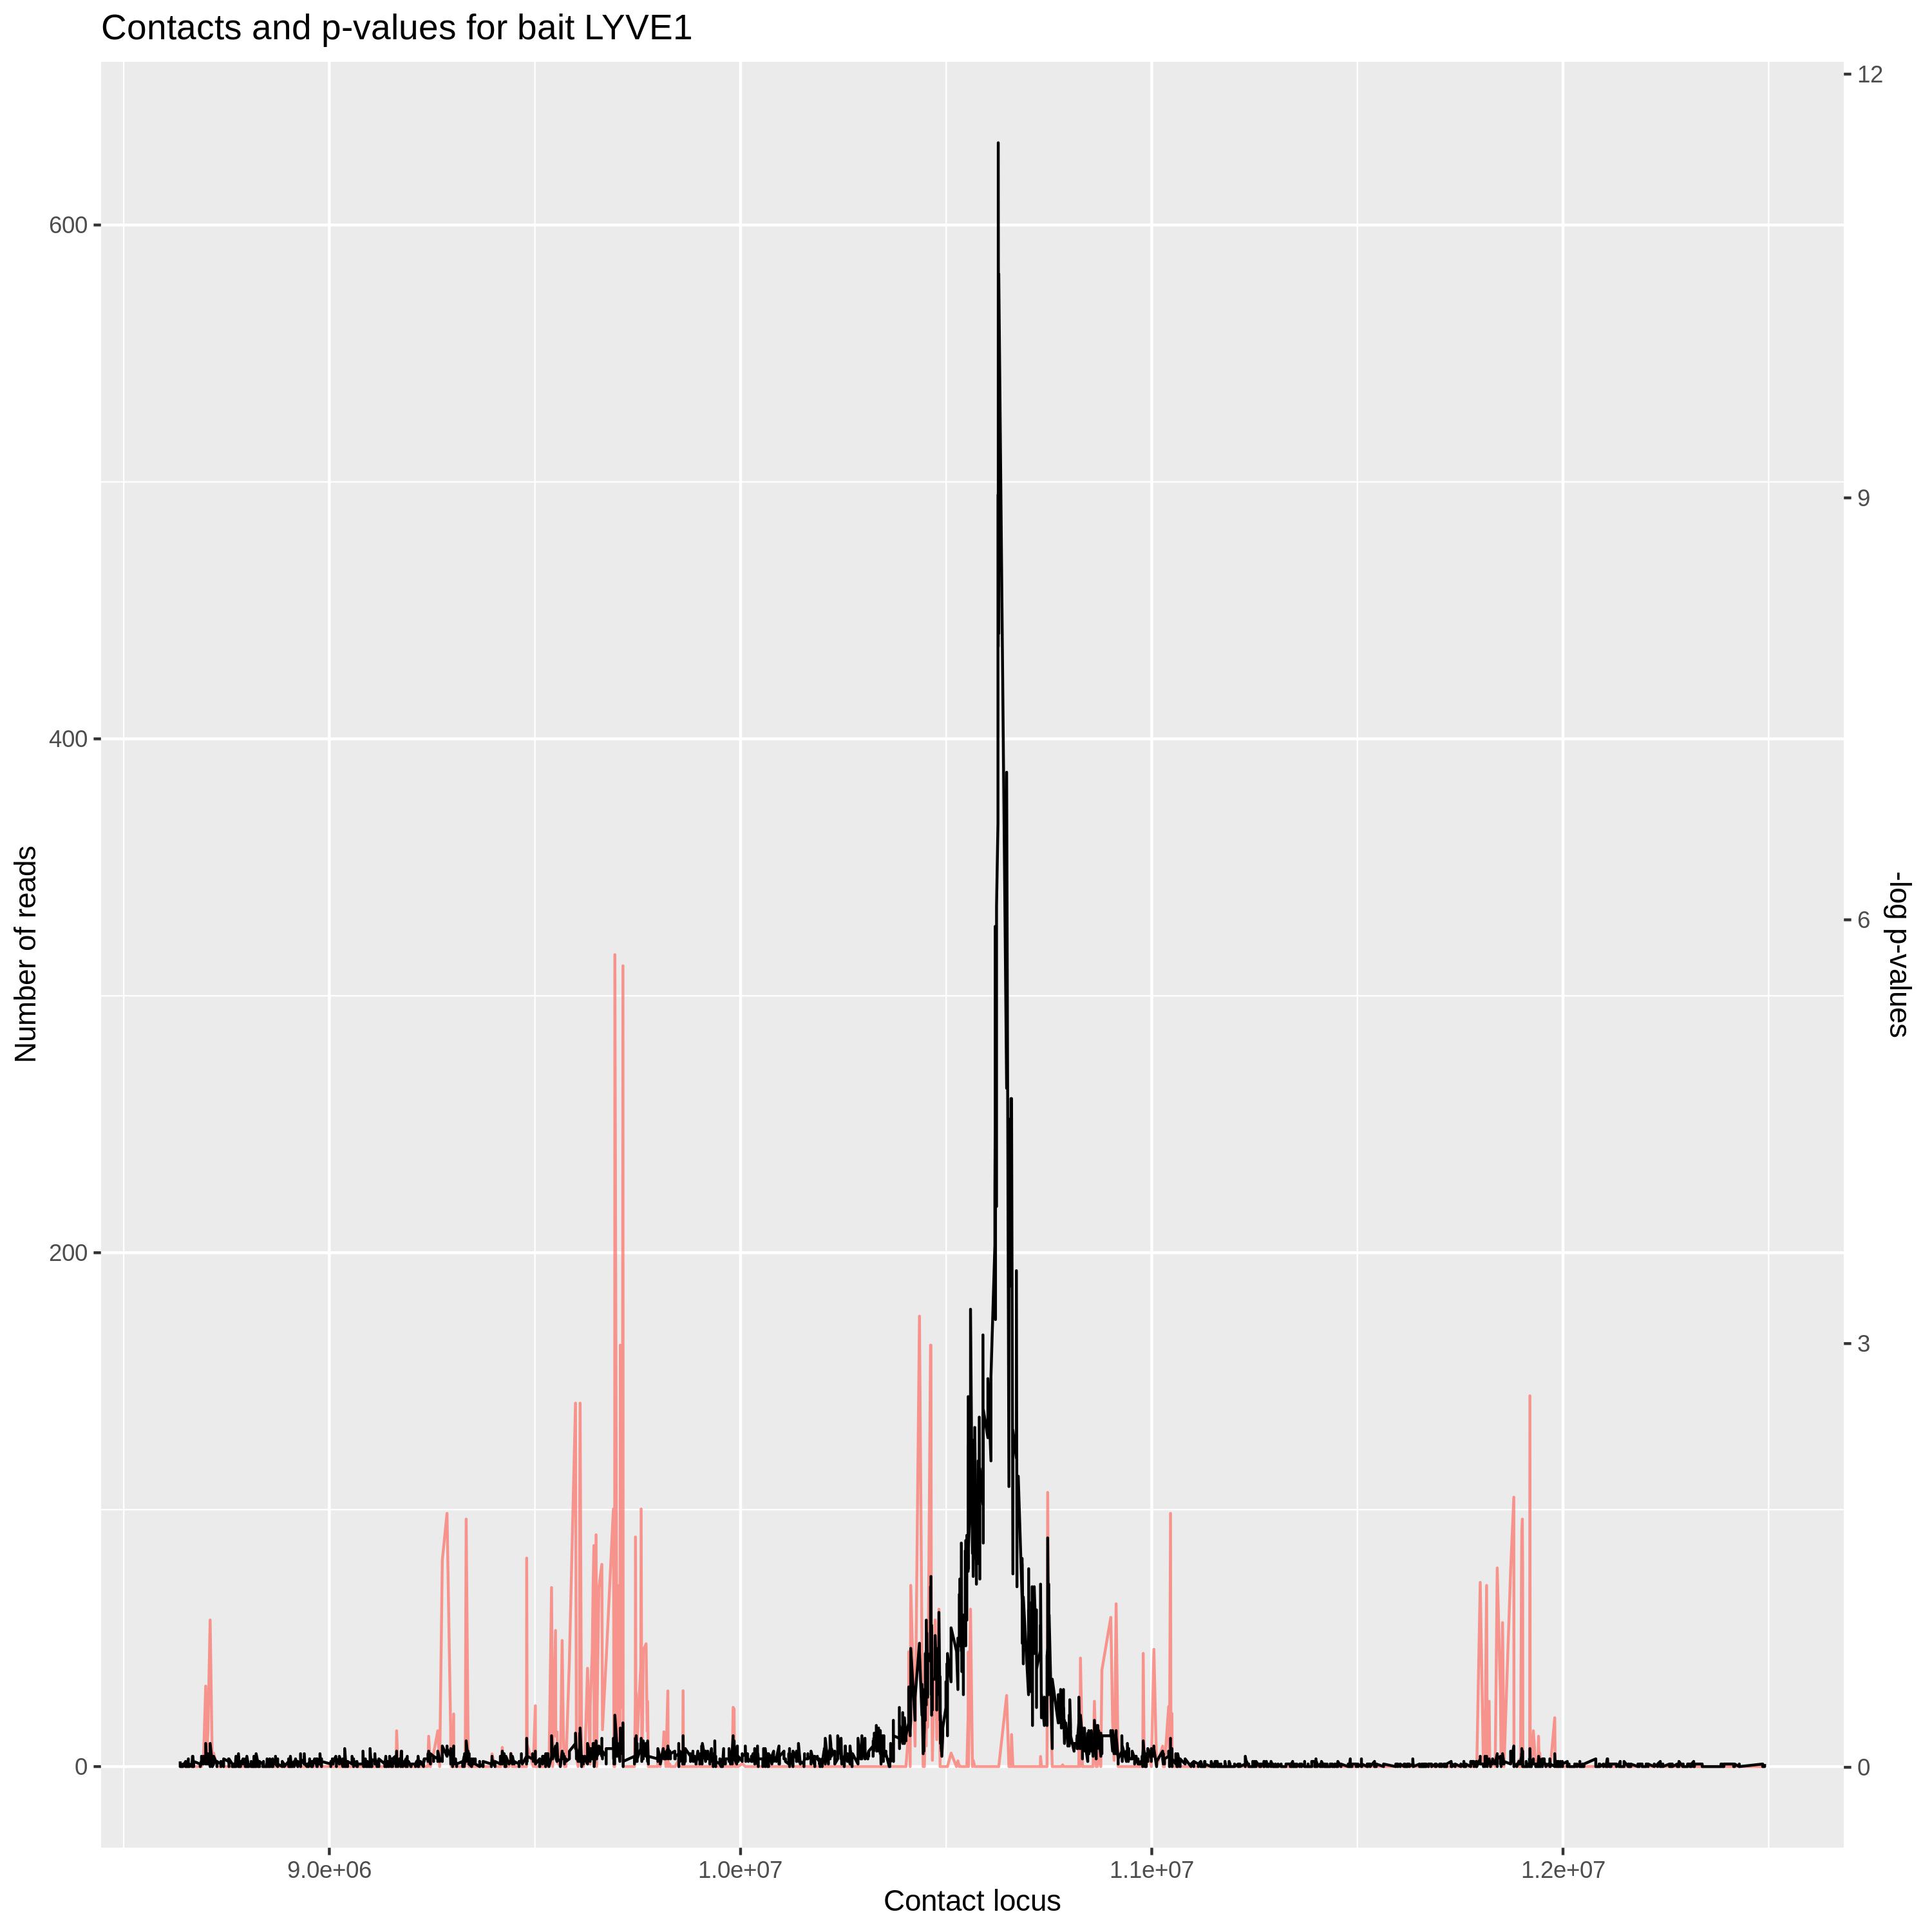 Contacts and p-values for bait LYVE1
12
600
9
400
Number of reads
6
-log p-values
200
3
0
0
9.0e+06
1.0e+07
1.1e+07
1.2e+07
Contact locus